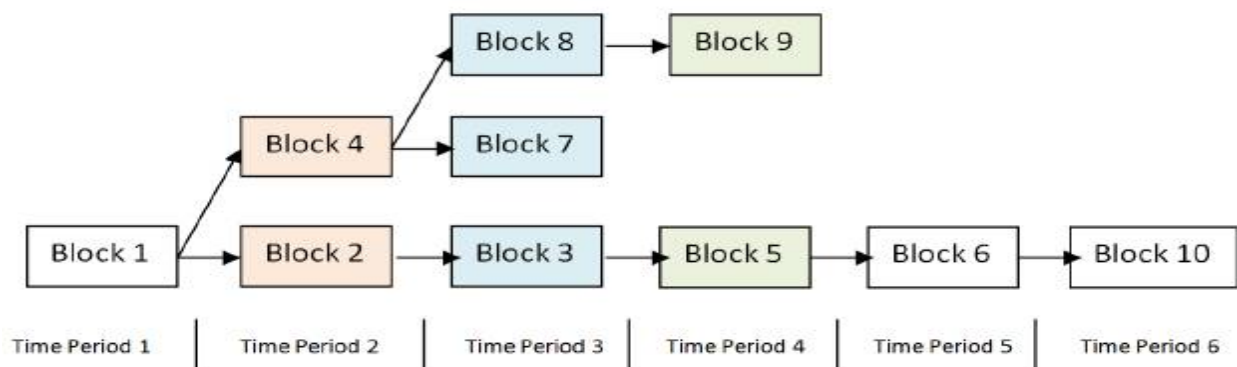 Block 8
Block 9
Block 4
Block 7
Block 1
Block 2
Block 3
Block 5
Block 6
Block 10
Time Period 1
Time Period 2
Time Period 3
Time Period 4
Time Period 5
Time Period 6